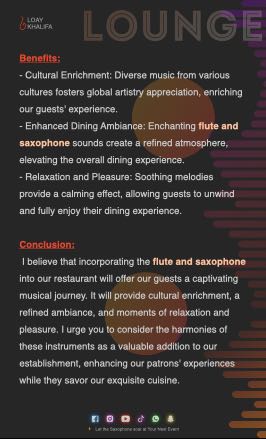 LOAY
KHALIFA
LOUNGE
Benefits:
- Cultural Enrichment: Diverse music from various
cultures fosters global artistry appreciation, enriching
our guests' experience.
- Enhanced Dining Ambiance: Enchanting flute and
saxophone sounds create a refined atmosphere,
elevating the overall dining experience.
- Relaxation and Pleasure: Soothing melodies
provide a calming effect, allowing guests to unwind
and fully enjoy their dining experience.
Conclusion:
I believe that incorporating the flute and saxophone
into our restaurant will offer our guests a captivating
musical journey. It will provide cultural enrichment, a
refined ambiance, and moments of relaxation and
pleasure. I urge you to consider the harmonies of
these instruments as a valuable addition to our
establishment, enhancing our patrons' experiences
while they savor our exquisite cuisine.
Let the Saxophone soar at Your Next Event